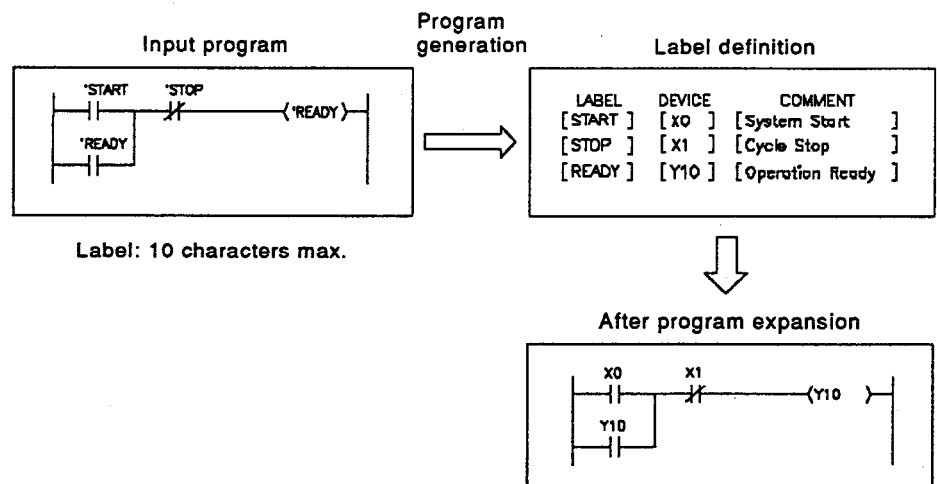 Program
generation
Input program
Label definition
"START "STOP
"READY
"READY
Label: 10 characters max.
LABEL DEVICE COMMENT
[START ] [ X0 ] [System Start ]
[STOP ] [ X1 ] [Cycle Stop ]
[READY ] [Y10 ] [Operation Ready ]
After program expansion
X0 X1
Y10
Y10